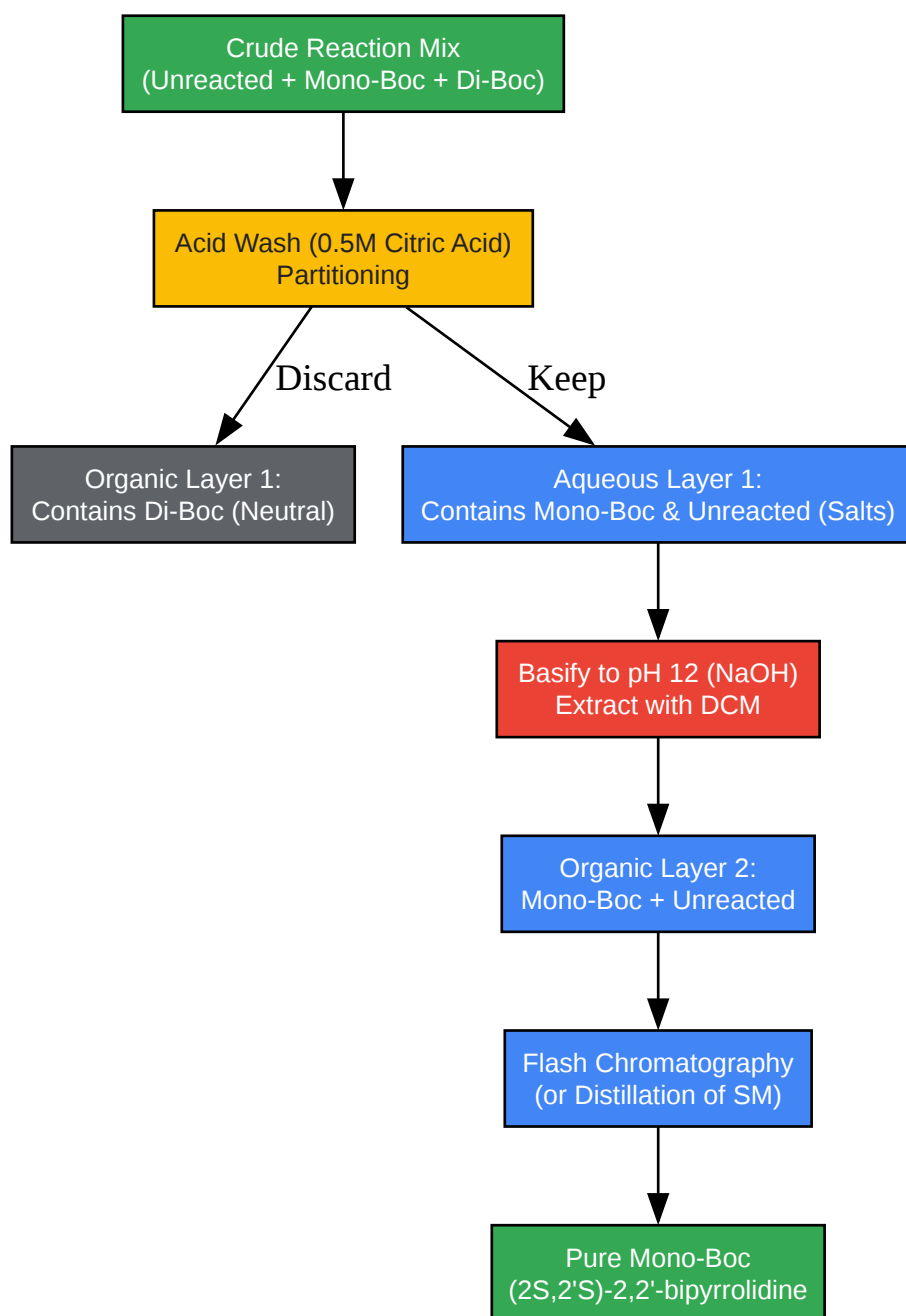 Crude Reaction Mix
(Unreacted + Mono-Boc + Di-Boc)
Acid Wash (0.5M Citric Acid)
Partitioning
Discard
Keep
Organic Layer 1:
Contains Di-Boc (Neutral)
Aqueous Layer 1:
Contains Mono-Boc & Unreacted (Salts)
Basify to pH 12 (NaOH)
Extract with DCM
Organic Layer 2:
Mono-Boc + Unreacted
Flash Chromatography
(or Distillation of SM)
Pure Mono-Boc
(2S,2'S)-2,2'-bipyrrolidine